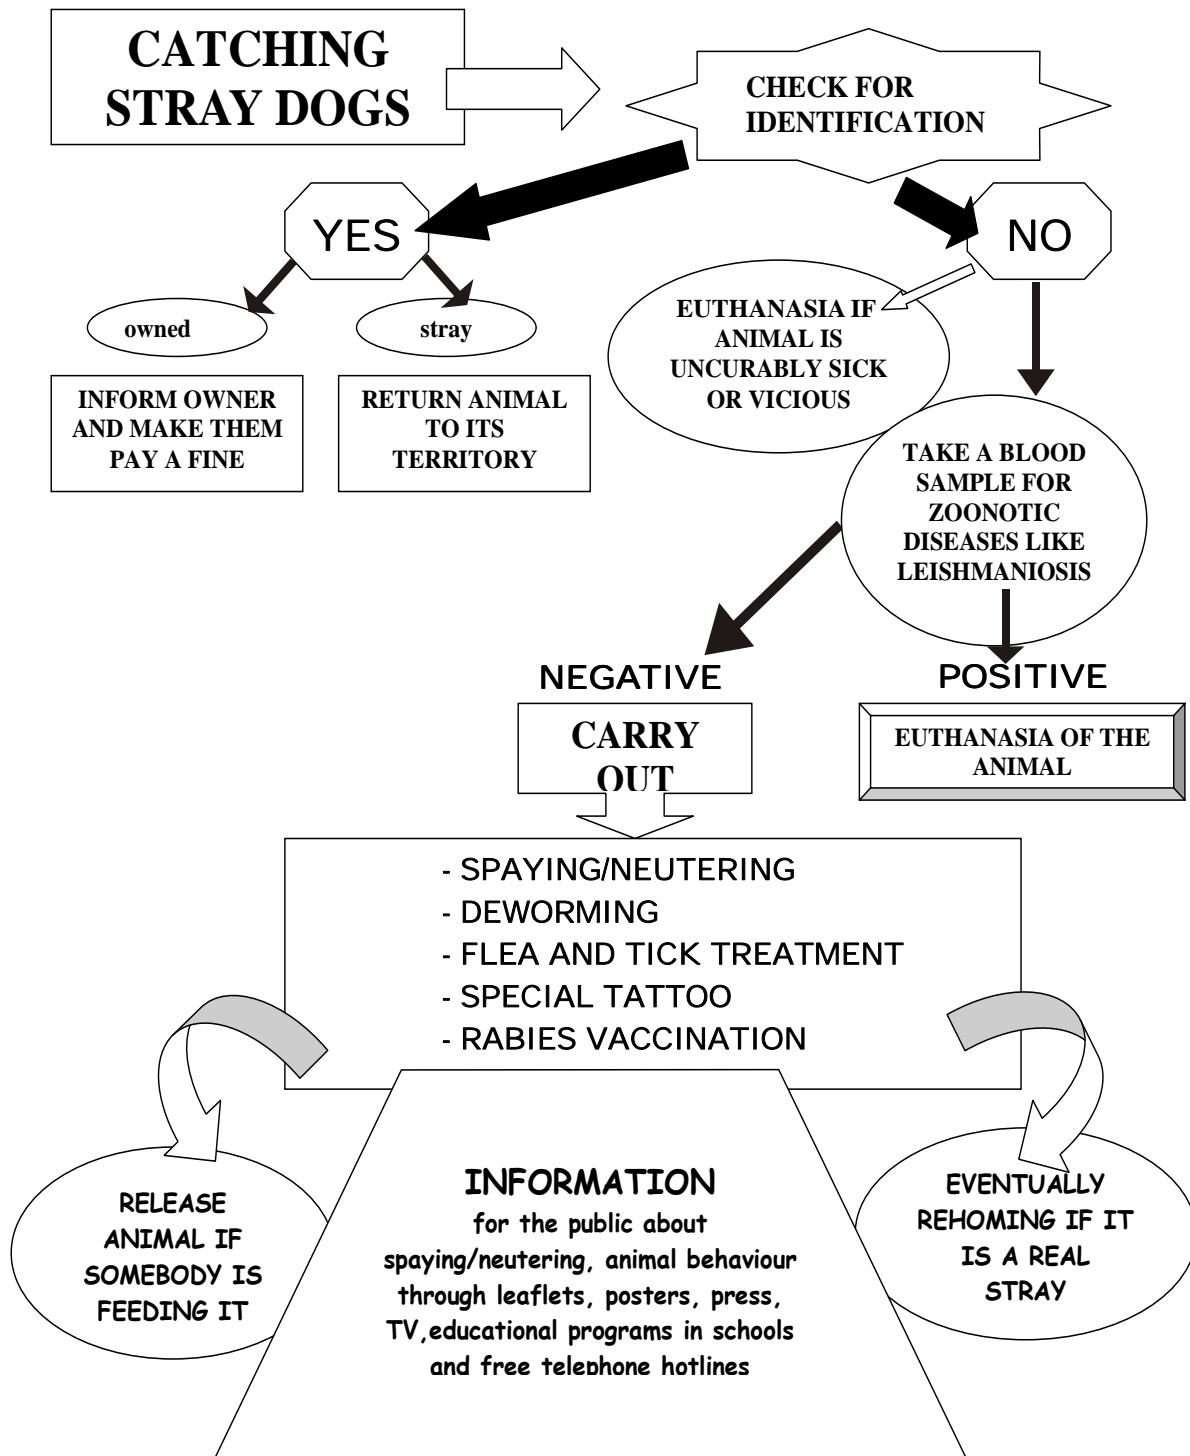 CATCHING
STRAY DOGS
CHECK FOR
IDENTIFICATION
YES
NO
owned
stray
INFORM OWNER
AND MAKE THEM
PAY A FINE
RETURN ANIMAL
TO ITS
TERRITORY
EUTHANASIA IF
ANIMAL IS
UNCURABLY SICK
OR VICIOUS
TAKE A BLOOD
SAMPLE FOR
ZOONOTIC
DISEASES LIKE
LEISHMANIOSIS
NEGATIVE
POSITIVE
CARRY
OUT
EUTHANASIA OF THE
ANIMAL
- SPAYING/NEUTERING
- DEWORMING
- FLEA AND TICK TREATMENT
- SPECIAL TATTOO
- RABIES VACCINATION
RELEASE
ANIMAL IF
SOMEBODY IS
FEEDING IT
INFORMATION
for the public about
spaying/neutering, animal behaviour
through leaflets, posters, press,
TV,educational programs in schools
and free telephone hotlines
EVENTUALLY
REHOMING IF IT
IS A REAL
STRAY